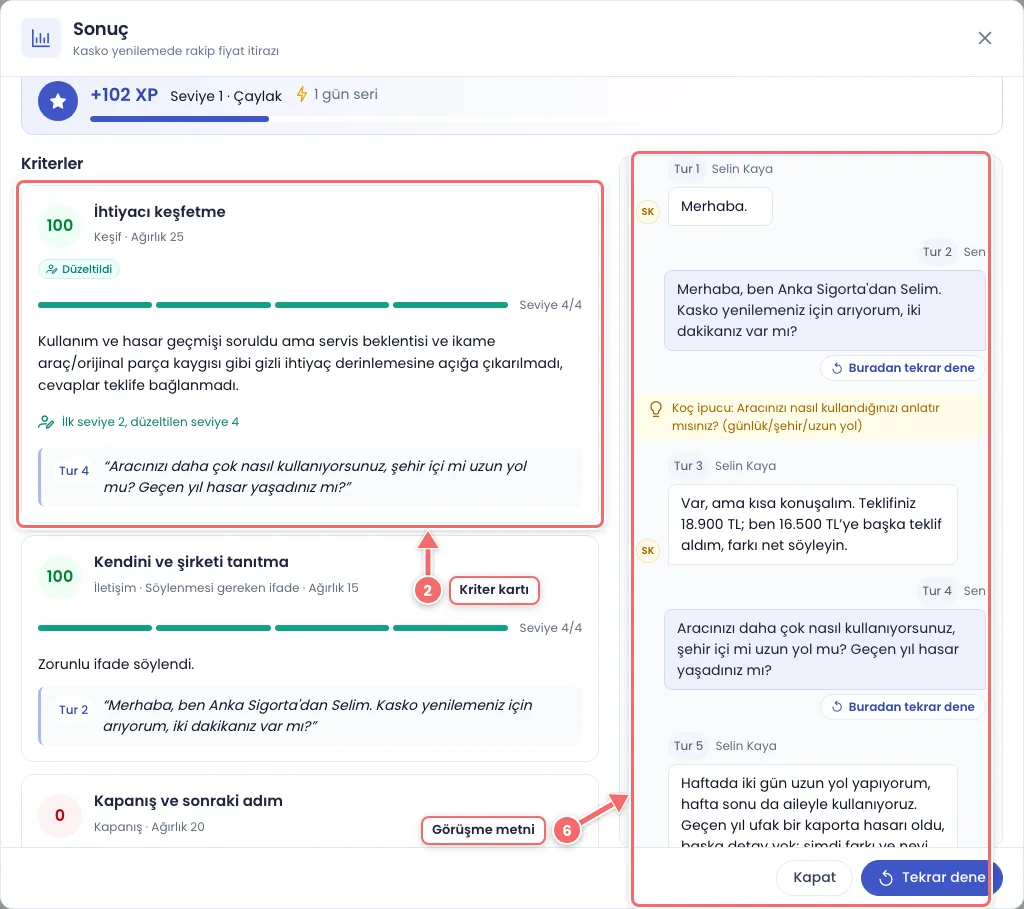 Sonuç
Kasko yenilemede rakip fiyat itirazı
+102 XP Seviye 1 · Çaylak 1 gün seri
Kriterler
100
İhtiyacı keşfetme
Keşif · Ağırlık 25
Düzeltildi
Seviye 4/4
Kullanım ve hasar geçmişi soruldu ama servis beklentisi ve ikame
araç/orijinal parça kaygısı gibi gizli ihtiyaç derinlemesine açığa çıkarılmadı,
cevaplar teklife bağlanmadı.
İlk seviye 2, düzeltilen seviye 4
Tur 4 “Aracınızı daha çok nasıl kullanıyorsunuz, şehir içi mi uzun yol
mu? Geçen yıl hasar yaşadınız mı?”
2 Kriter kartı
100
Kendini ve şirketi tanıtma
İletişim · Söylenmesi gereken ifade · Ağırlık 15
Seviye 4/4
Zorunlu ifade söylendi.
Tur 2 “Merhaba, ben Anka Sigorta'dan Selim. Kasko yenilemeniz için
arıyorum, iki dakikanız var mı?”
0
Kapanış ve sonraki adım
Kapanış · Ağırlık 20
Görüşme metni 6
Tur 1 Selin Kaya
SK
Merhaba.
Tur 2 Sen
Merhaba, ben Anka Sigorta'dan Selim.
Kasko yenilemeniz için arıyorum, iki
dakikanız var mı?
Buradan tekrar dene
Koç ipucu: Aracınızı nasıl kullandığınızı anlatır
mısınız? (günlük/şehir/uzun yol)
Tur 3 Selin Kaya
Var, ama kısa konuşalım. Teklifiniz
18.900 TL; ben 16.500 TL’ye başka teklif
aldım, farkı net söyleyin.
SK
Tur 4 Sen
Aracınızı daha çok nasıl kullanıyorsunuz,
şehir içi mi uzun yol mu? Geçen yıl hasar
yaşadınız mı?
Buradan tekrar dene
Tur 5 Selin Kaya
Haftada iki gün uzun yol yapıyorum,
hafta sonu da aileyle kullanıyoruz.
Geçen yıl ufak bir kaporta hasarı oldu,
başka detay yok; şimdi farkı ve neyi
Kapat
Tekrar dene